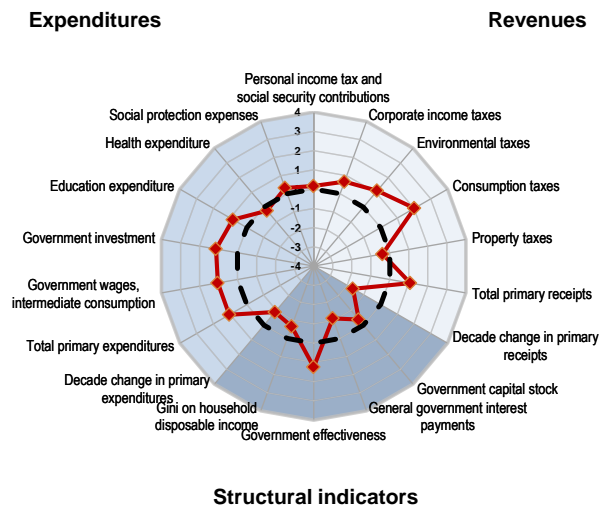 Expenditures
Revenues
Personal income tax and
social security contributions
Social protection expenses
Corporate income taxes
Health expenditure
Environmental taxes
Education expenditure
Consumption taxes
Government investment
Property taxes
Government wages,
intermediate consumption
Total primary receipts
Total primary expenditures
Decade change in primary
receipts
Decade change in primary
expenditures
Government capital stock
Gini on household
disposable income
General government interest
payments
Government effectiveness
4
3
2
1
0
-1
-2
-3
-4
Structural indicators